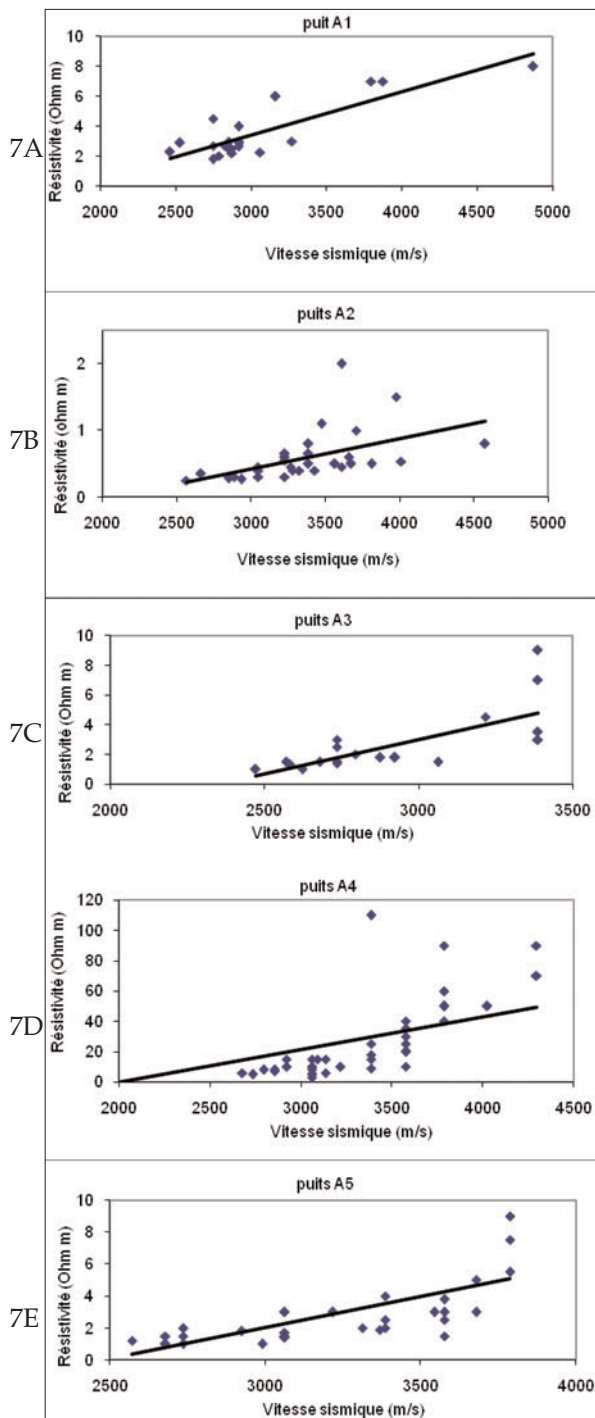 puit A1
7A
Résistivité (Ohm m)
10
8
6
4
2
0
2000 2500 3000 3500 4000 4500 5000
Vitesse sismique (m/s)
puits A2
7B
Résistivité (ohm m)
2
1
0
2000 2500 3000 3500 4000 4500 5000
Vitesse sismique (m/s)
puits A3
7C
Résistivité (Ohm m)
10
8
6
4
2
0
2000 2500 3000 3500
Vitesse sismique (m/s)
puits A4
7D
Résistivité (Ohm m)
120
100
80
60
40
20
0
2000 2500 3000 3500 4000 4500
Vitesse sismique (m/s)
puits A5
7E
Résistivité (Ohm m)
10
8
6
4
2
0
2500 3000 3500 4000
Vitesse sismique (m/s)